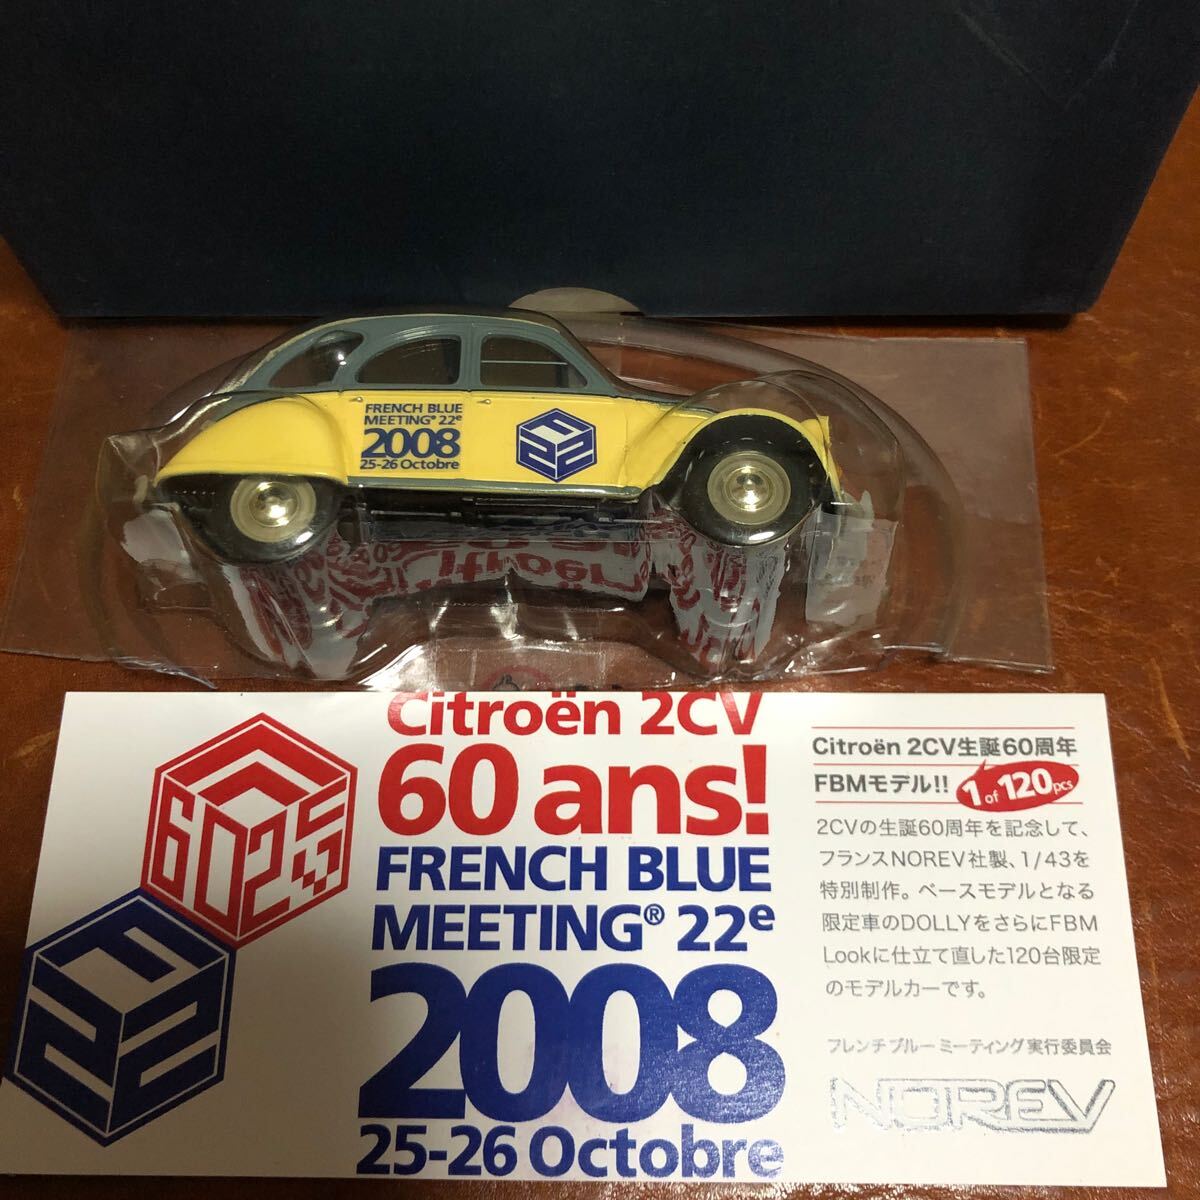 FRENCH BLUE
MEETING® 22e
2008
25-26 Octobre
Citroën
Citroën 2CV
60 ans!
FRENCH BLUE
MEETING® 22e
2008
25-26 Octobre
602
Citroën 2CV生誕60周年
FBMモデル!! 1 of 120pcs
2CVの生誕60周年を記念して、
フランスNOREV社製、1/43を
特別制作。ベースモデルとなる
限定車のDOLLYをさらにFBM
Lookに仕立て直した120台限定
のモデルカーです。
フレンチブルーミーティング実行委員会
NOREV